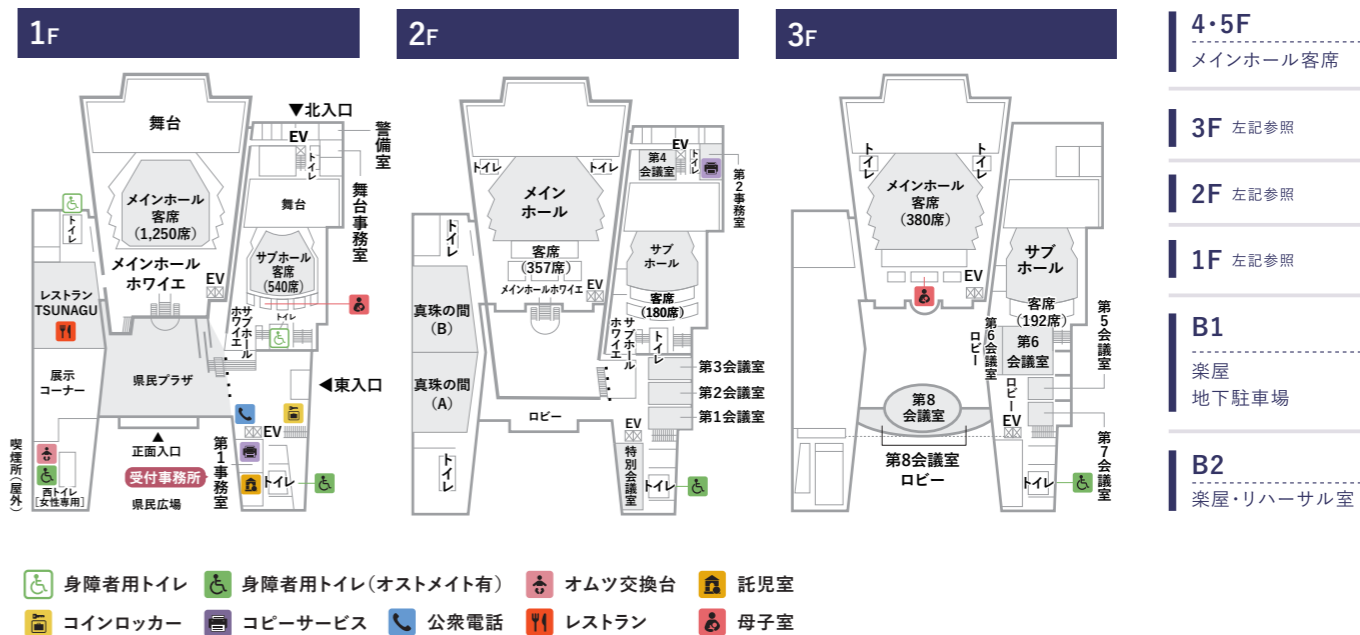 1F
▼北入口
警備室
舞台
EV
トイレ
舞台事務室
メインホール
客席
(1,250席)
舞台
トイレ
メインホール
ホワイエ
EV
サブホール
客席
(540席)
レストラン
TSUNAGU
サブホール
ホワイエ
トイレ
展示
コーナー
県民プラザ
◀東入口
▲
正面入口
EV
第1事務室
受付事務所
トイレ
喫煙所(屋外)
西トイレ
[女性専用]
県民広場
2F
EV
トイレ
トイレ
第4
会議室
トイレ
第2事務室
メイン
ホール
トイレ
サブ
ホール
客席
(357席)
メインホールホワイエ
EV
客席
(180席)
真珠の間
(B)
サブホール
ホワイエ
トイレ
第3会議室
真珠の間
(A)
第2会議室
第1会議室
ロビー
EV
特別会議室
トイレ
トイレ
3F
トイレ
トイレ
メインホール
客席
(380席)
サブ
ホール
EV
客席
(192席)
第5会議室
第6会議室
ロビー
第6
会議室
第8
会議室
ロビー
EV
第7会議室
第8会議室
ロビー
トイレ
4・5F
メインホール客席
3F 左記参照
2F 左記参照
1F 左記参照
B1
楽屋
地下駐車場
B2
楽屋・リハーサル室
身障者用トイレ
身障者用トイレ(オストメイト有)
オムツ交換台
託児室
コインロッカー
コピーサービス
公衆電話
レストラン
母子室